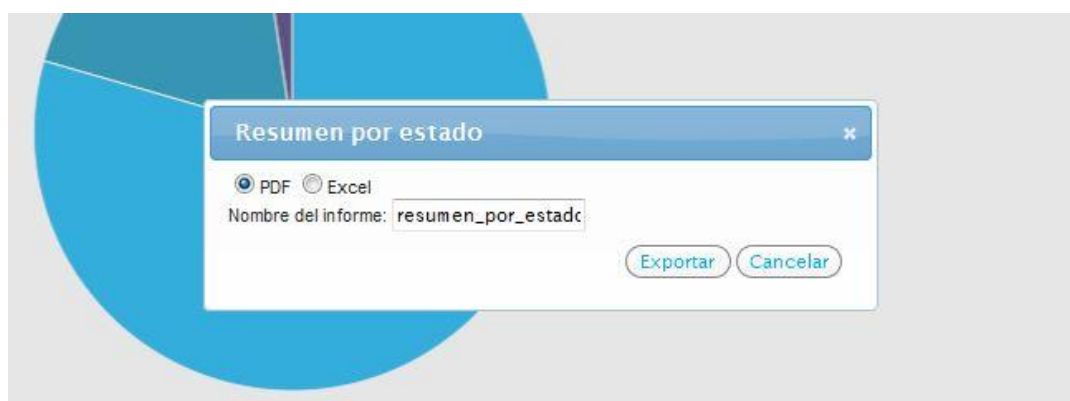 Resumen por estado
PDF Excel
Nombre del informe: resumen_por_estado
Exportar Cancelar